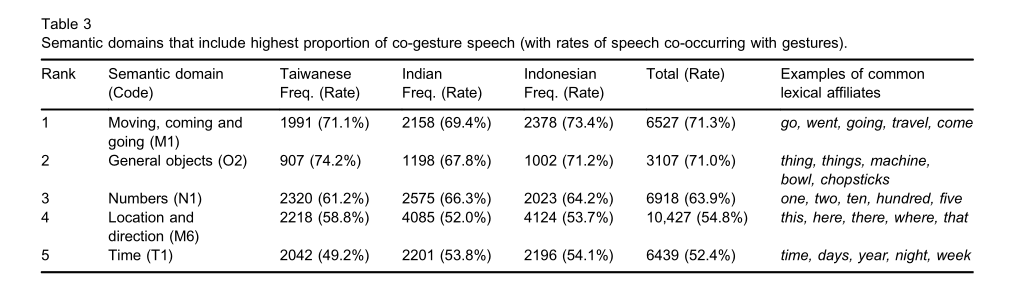 Table 3
Semantic domains that include highest proportion of co-gesture speech (with rates of speech co-occurring with gestures).
Rank Semantic domain (Code) Taiwanese Freq. (Rate) Indian Freq. (Rate) Indonesian Freq. (Rate) Total (Rate) Examples of common lexical affiliates
1 Moving, coming and going (M1) 1991 (71.1%) 2158 (69.4%) 2378 (73.4%) 6527 (71.3%) go, went, going, travel, come
2 General objects (O2) 907 (74.2%) 1198 (67.8%) 1002 (71.2%) 3107 (71.0%) thing, things, machine, bowl, chopsticks
3 Numbers (N1) 2320 (61.2%) 2575 (66.3%) 2023 (64.2%) 6918 (63.9%) one, two, ten, hundred, five
4 Location and direction (M6) 2218 (58.8%) 4085 (52.0%) 4124 (53.7%) 10,427 (54.8%) this, here, there, where, that
5 Time (T1) 2042 (49.2%) 2201 (53.8%) 2196 (54.1%) 6439 (52.4%) time, days, year, night, week